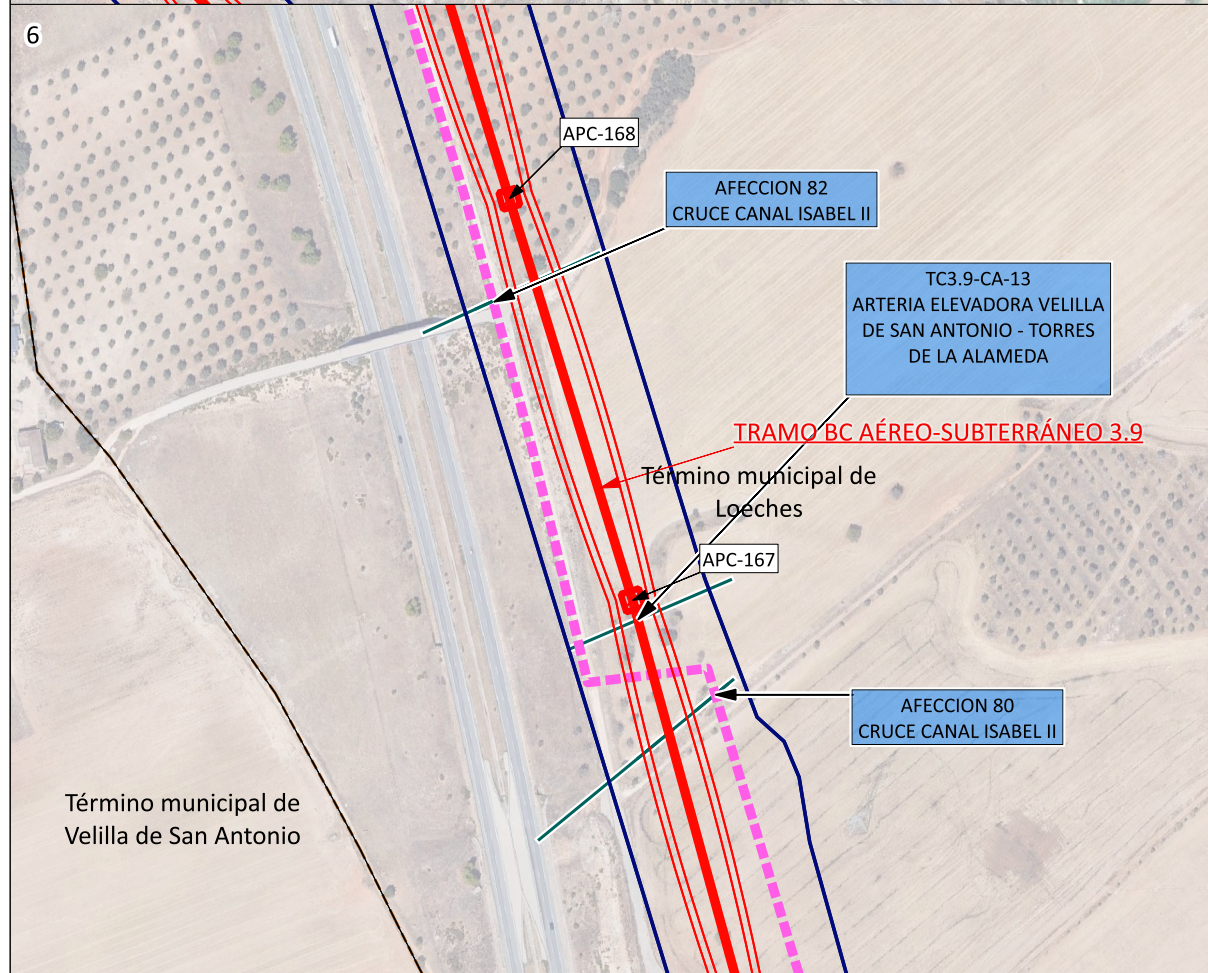 6
APC-168
AFECCION 82
CRUCE CANAL ISABEL II
TC3.9-CA-13
ARTERIA ELEVADORA VELILLA
DE SAN ANTONIO - TORRES
DE LA ALAMEDA
TRAMO BC AÉREO-SUBTERRÁNEO 3.9
Término municipal de
Loeches
APC-167
AFECCION 80
CRUCE CANAL ISABEL II
Término municipal de
Velilla de San Antonio